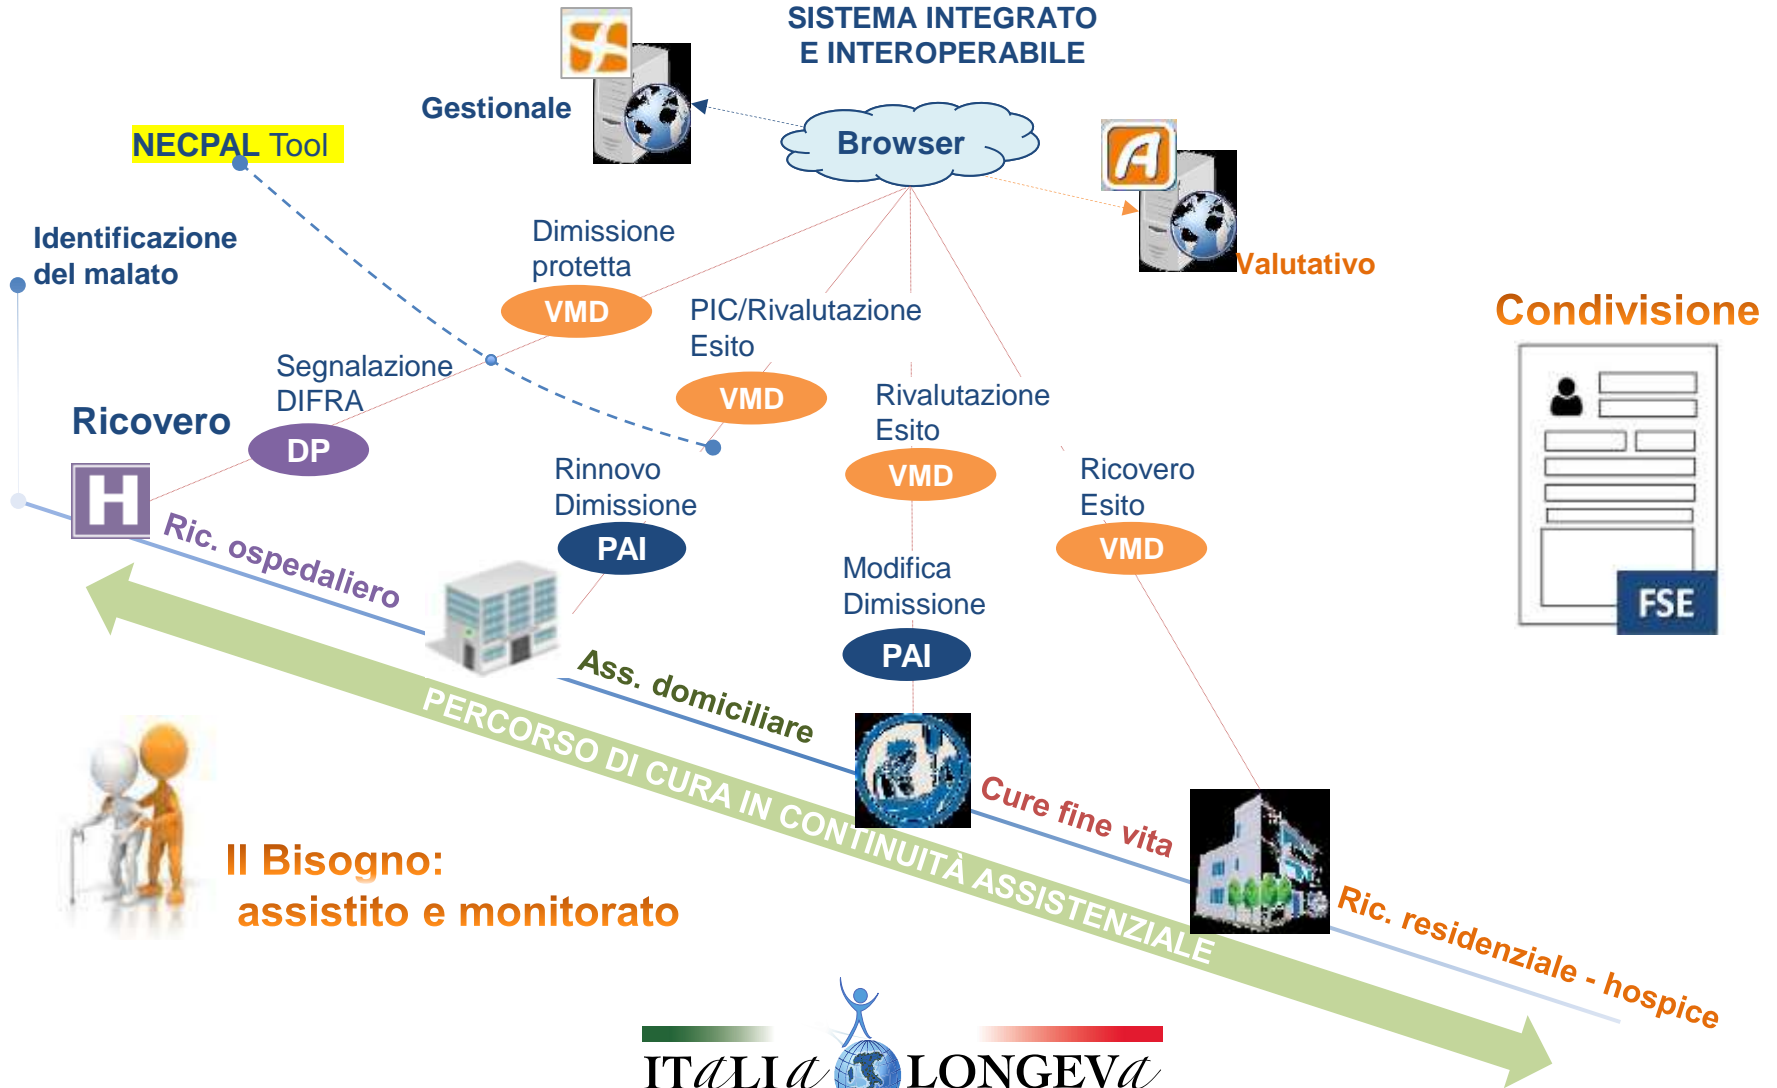 SISTEMA INTEGRATO
E INTEROPERABILE
Gestionale
Browser
NECPAL Tool
A
Identificazione
del malato
Dimissione
protetta
VMD
Valutativo
PIC/Rivalutazione
Esito
VMD
Condivisione
Segnalazione
DIFRA
DP
Ricovero
H
Rivalutazione
Esito
VMD
Rinnovo
Dimissione
PAI
Ricovero
Esito
VMD
Modifica
Dimissione
PAI
FSE
Ric. ospedaliero
Ass. domiciliare
Cure fine vita
Ric. residenziale - hospice
PERCORSO DI CURA IN CONTINUITÀ ASSISTENZIALE
Il Bisogno:
assistito e monitorato
ITALIA LONGEVA